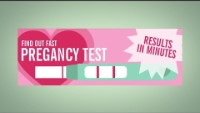 FIND OUT FAST
PREGANCY TEST
RESULTS
IN MINUTES